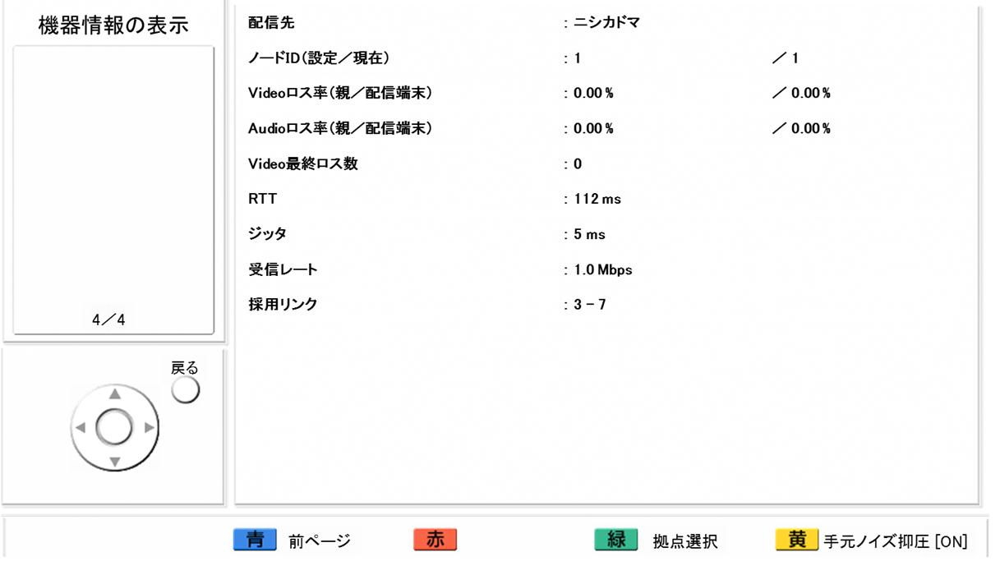 機器情報の表示
4／4
戻る
配信先 : ニシカドマ
ノードID(設定／現在) : 1 ／ 1
Videoロス率(親／配信端末) : 0.00 % ／ 0.00 %
Audioロス率(親／配信端末) : 0.00 % ／ 0.00 %
Video最終ロス数 : 0
RTT : 112 ms
ジッタ : 5 ms
受信レート : 1.0 Mbps
採用リンク : 3 - 7
青 前ページ 赤 緑 拠点選択 黄 手元ノイズ抑圧 [ON]